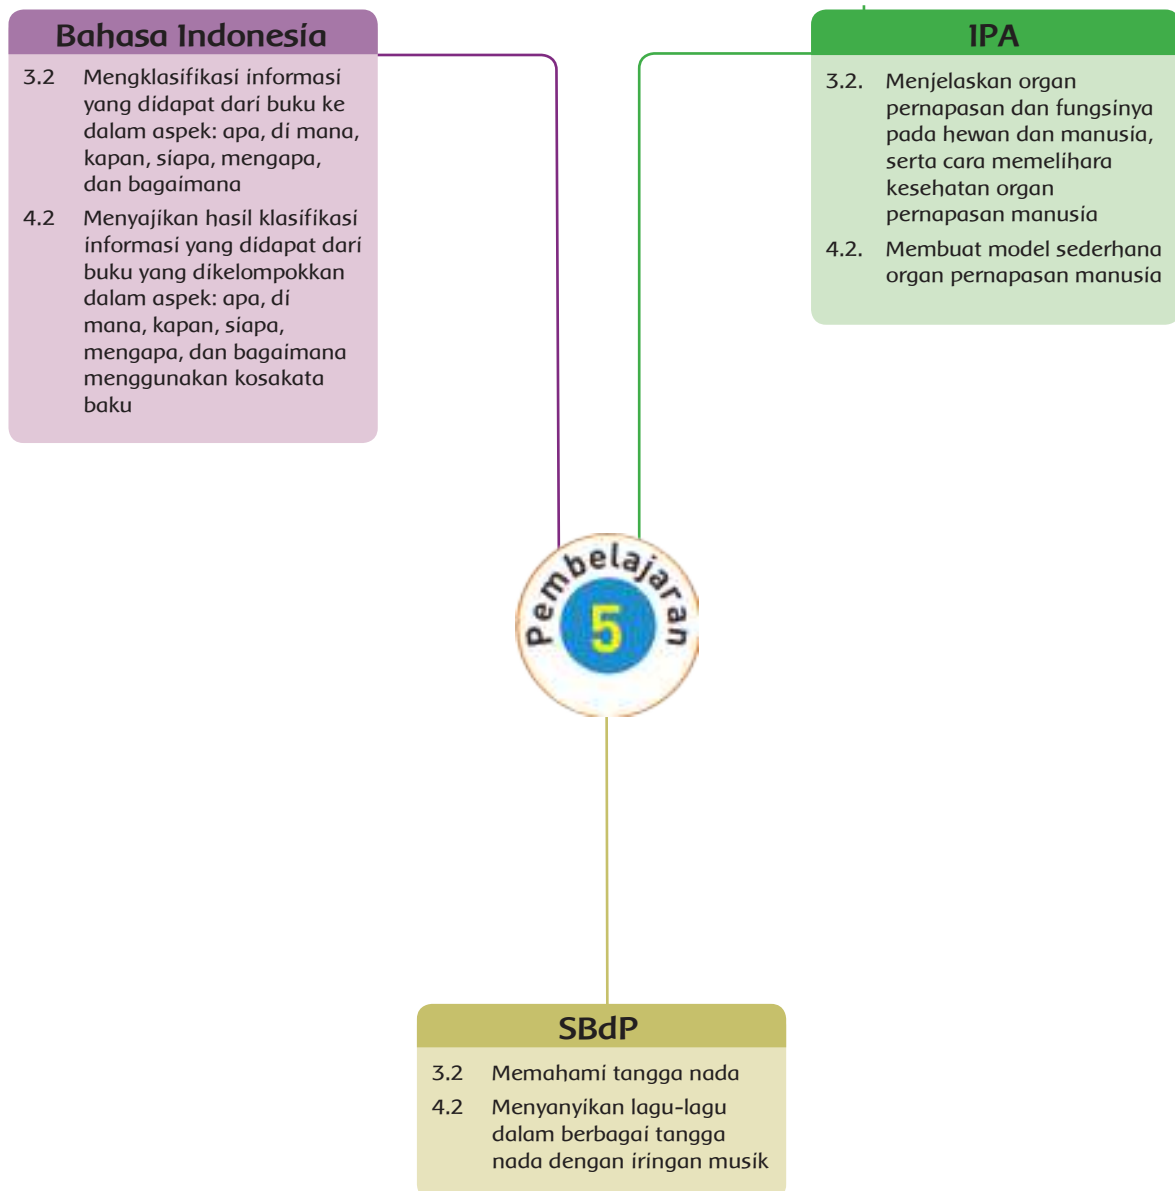 Bahasa Indonesia
3.2 Mengklasifikasi informasi
yang didapat dari buku ke
dalam aspek: apa, di mana,
kapan, siapa, mengapa,
dan bagaimana
4.2 Menyajikan hasil klasifikasi
informasi yang didapat dari
buku yang dikelompokkan
dalam aspek: apa, di
mana, kapan, siapa,
mengapa, dan bagaimana
menggunakan kosakata
baku
IPA
3.2. Menjelaskan organ
pernapasan dan fungsinya
pada hewan dan manusia,
serta cara memelihara
kesehatan organ
pernapasan manusia
4.2. Membuat model sederhana
organ pernapasan manusia
Pembelajaran
5
SBdP
3.2 Memahami tangga nada
4.2 Menyanyikan lagu-lagu
dalam berbagai tangga
nada dengan iringan musik